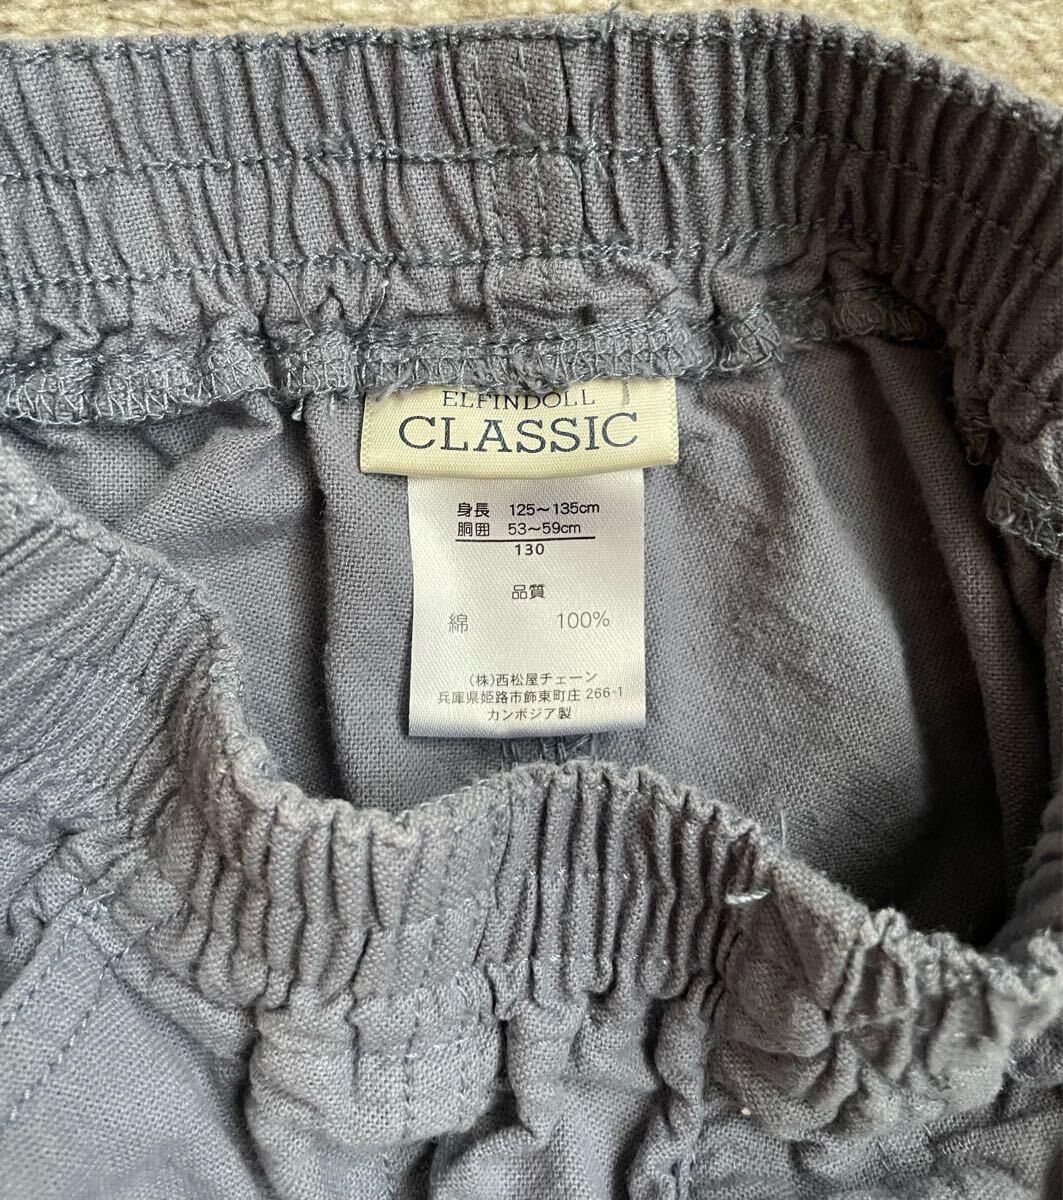 ELFINDOLL
CLASSIC
身長 125～135cm
胴囲 53～59cm
130
品質
綿 100%
(株)西松屋チェーン
兵庫県姫路市飾東町庄 266-1
カンボジア製